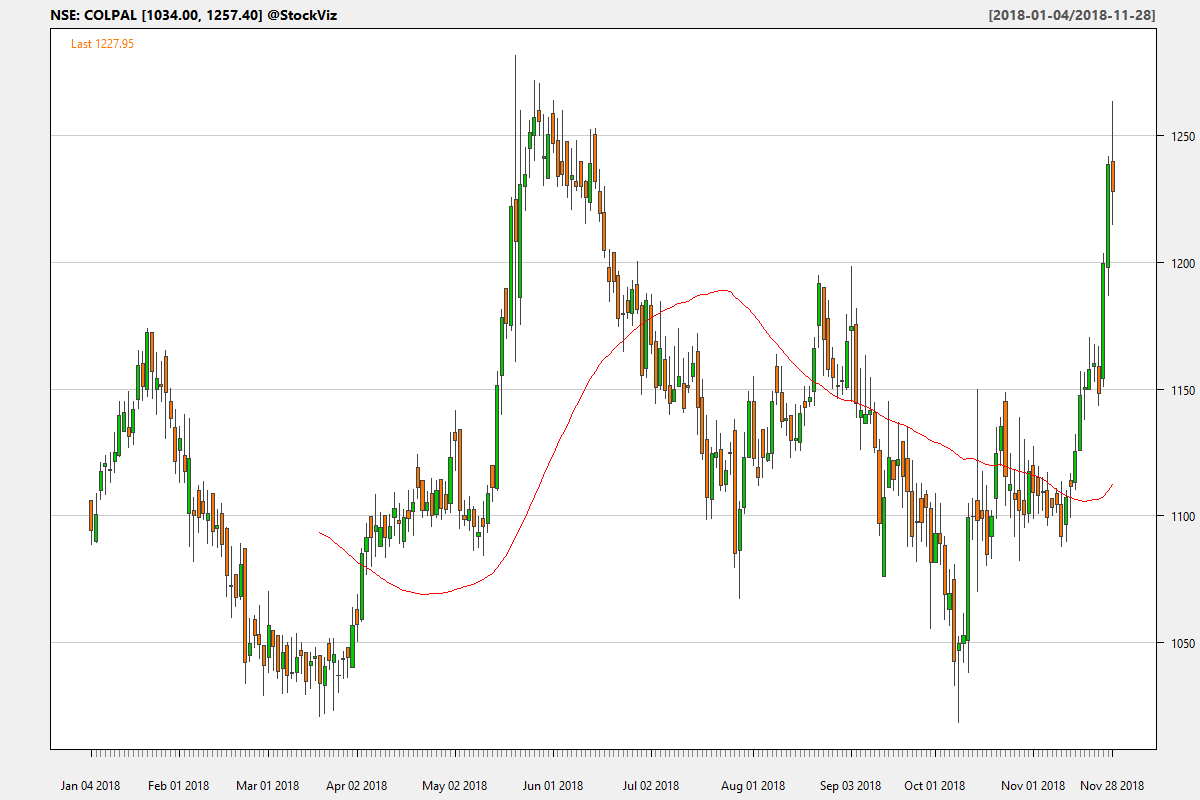 NSE: COLPAL [1034.00, 1257.40] @StockViz [2018-01-04/2018-11-28]
Last 1227.95
1250
1200
1150
1100
1050
Jan 04 2018 Feb 01 2018 Mar 01 2018 Apr 02 2018 May 02 2018 Jun 01 2018 Jul 02 2018 Aug 01 2018 Sep 03 2018 Oct 01 2018 Nov 01 2018 Nov 28 2018